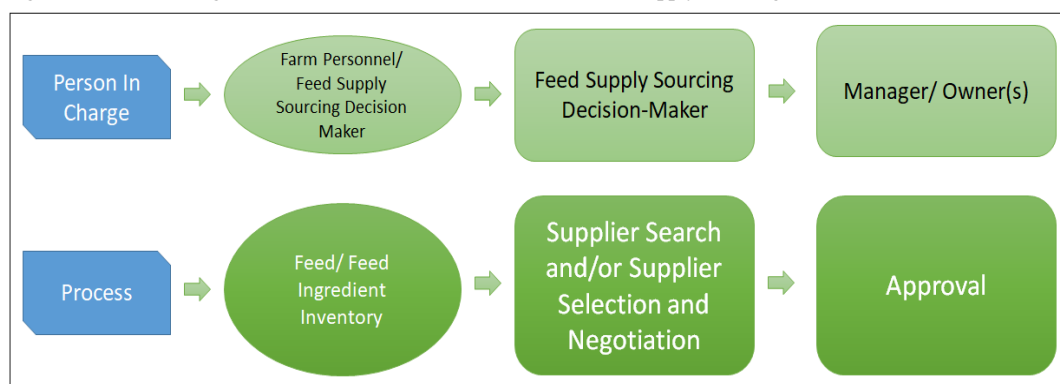 Person In
Charge
Farm Personnel/
Feed Supply
Sourcing Decision
Maker
Feed Supply Sourcing
Decision-Maker
Manager/ Owner(s)
Process
Feed/ Feed
Ingredient
Inventory
Supplier Search
and/or Supplier
Selection and
Negotiation
Approval